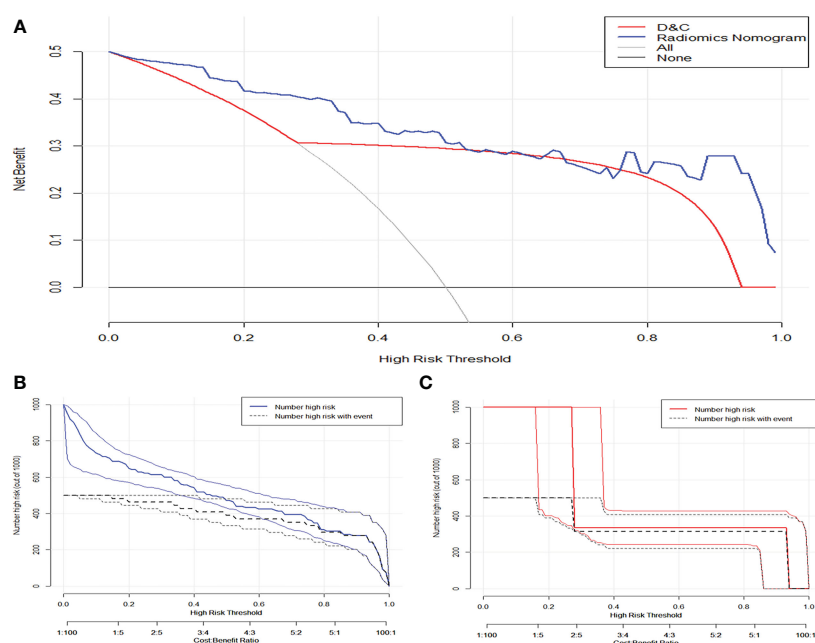 A
D&C
Radiomics Nomogram
All
None
Net Benefit
0.5
0.4
0.3
0.2
0.1
0.0
0.0 0.2 0.4 0.6 0.8 1.0
High Risk Threshold
B
Number high risk
Number high risk with event
Number high risk (out of 1000)
1000
800
600
400
200
0
0.0 0.2 0.4 0.6 0.8 1.0
High Risk Threshold
1:100 1:5 2:5 3:4 4:3 5:2 5:1 100:1
Cost:Benefit Ratio
C
Number high risk
Number high risk with event
Number high risk (out of 1000)
1000
800
600
400
200
0
0.0 0.2 0.4 0.6 0.8 1.0
High Risk Threshold
1:100 1:5 2:5 3:4 4:3 5:2 5:1 100:1
Cost:Benefit Ratio